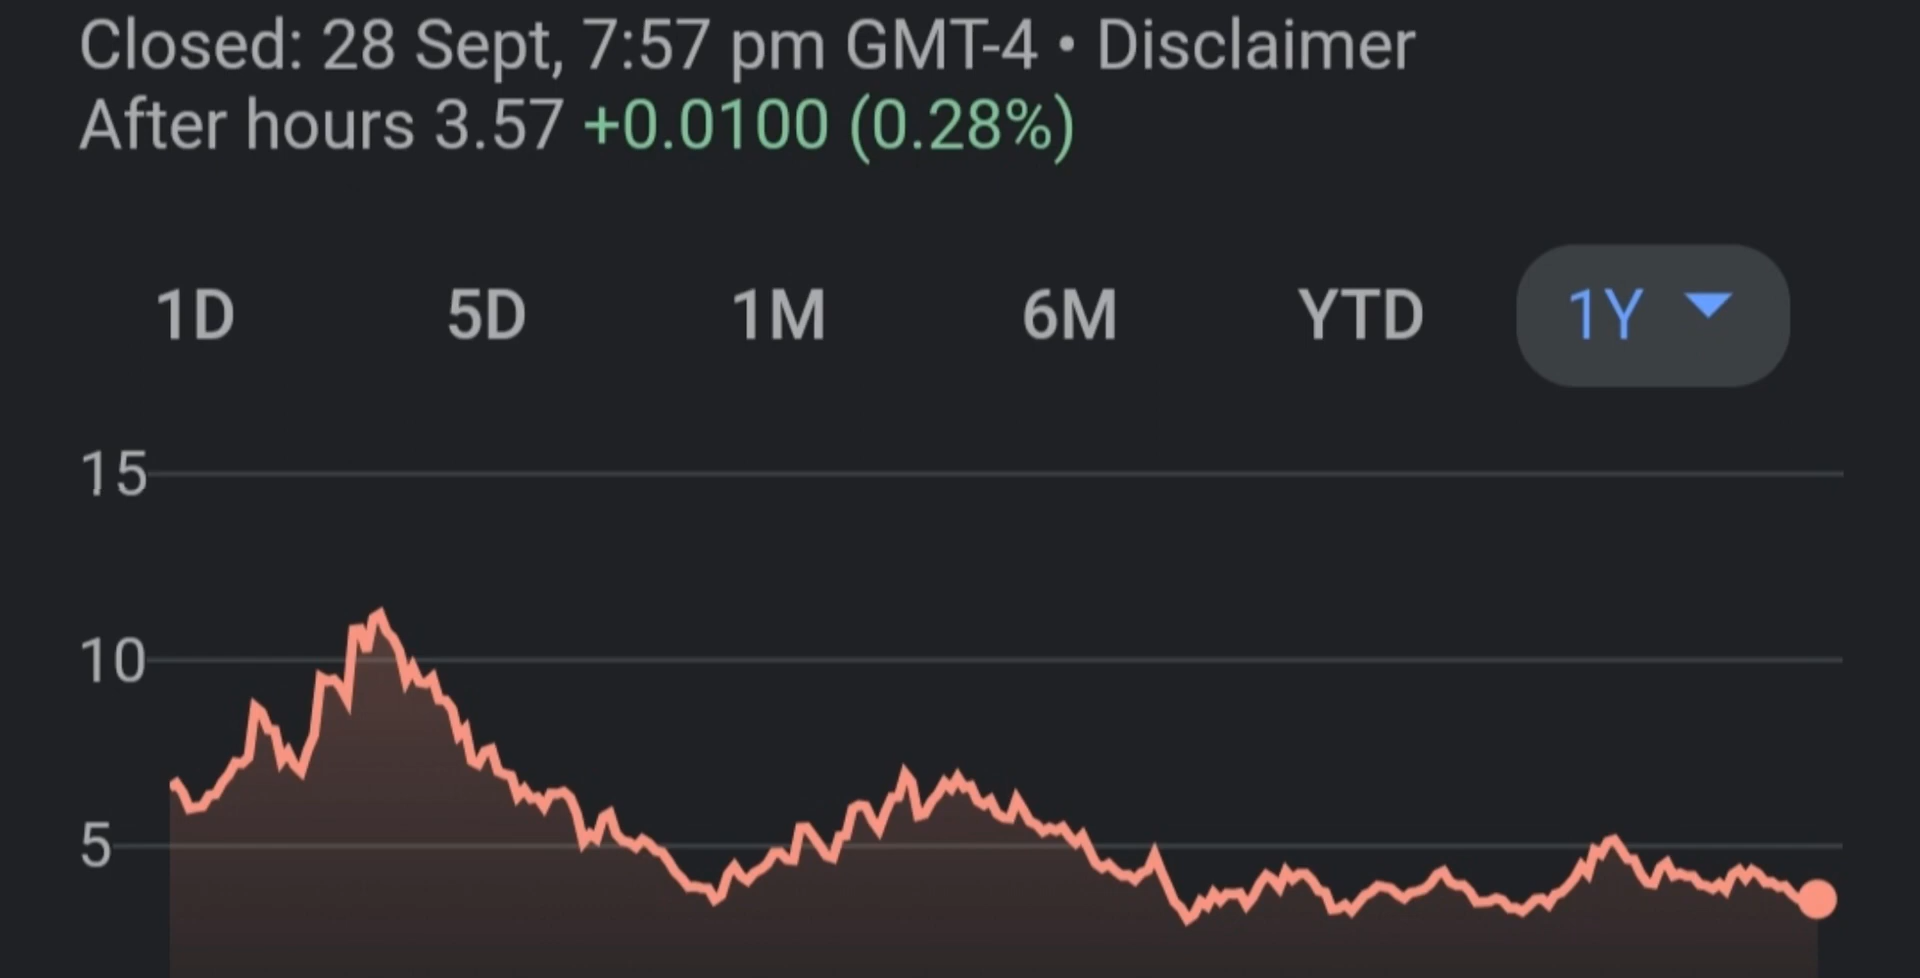 Closed: 28 Sept, 7:57 pm GMT-4 • Disclaimer
After hours 3.57 +0.0100 (0.28%)
1D 5D 1M 6M YTD 1Y
15
10
5